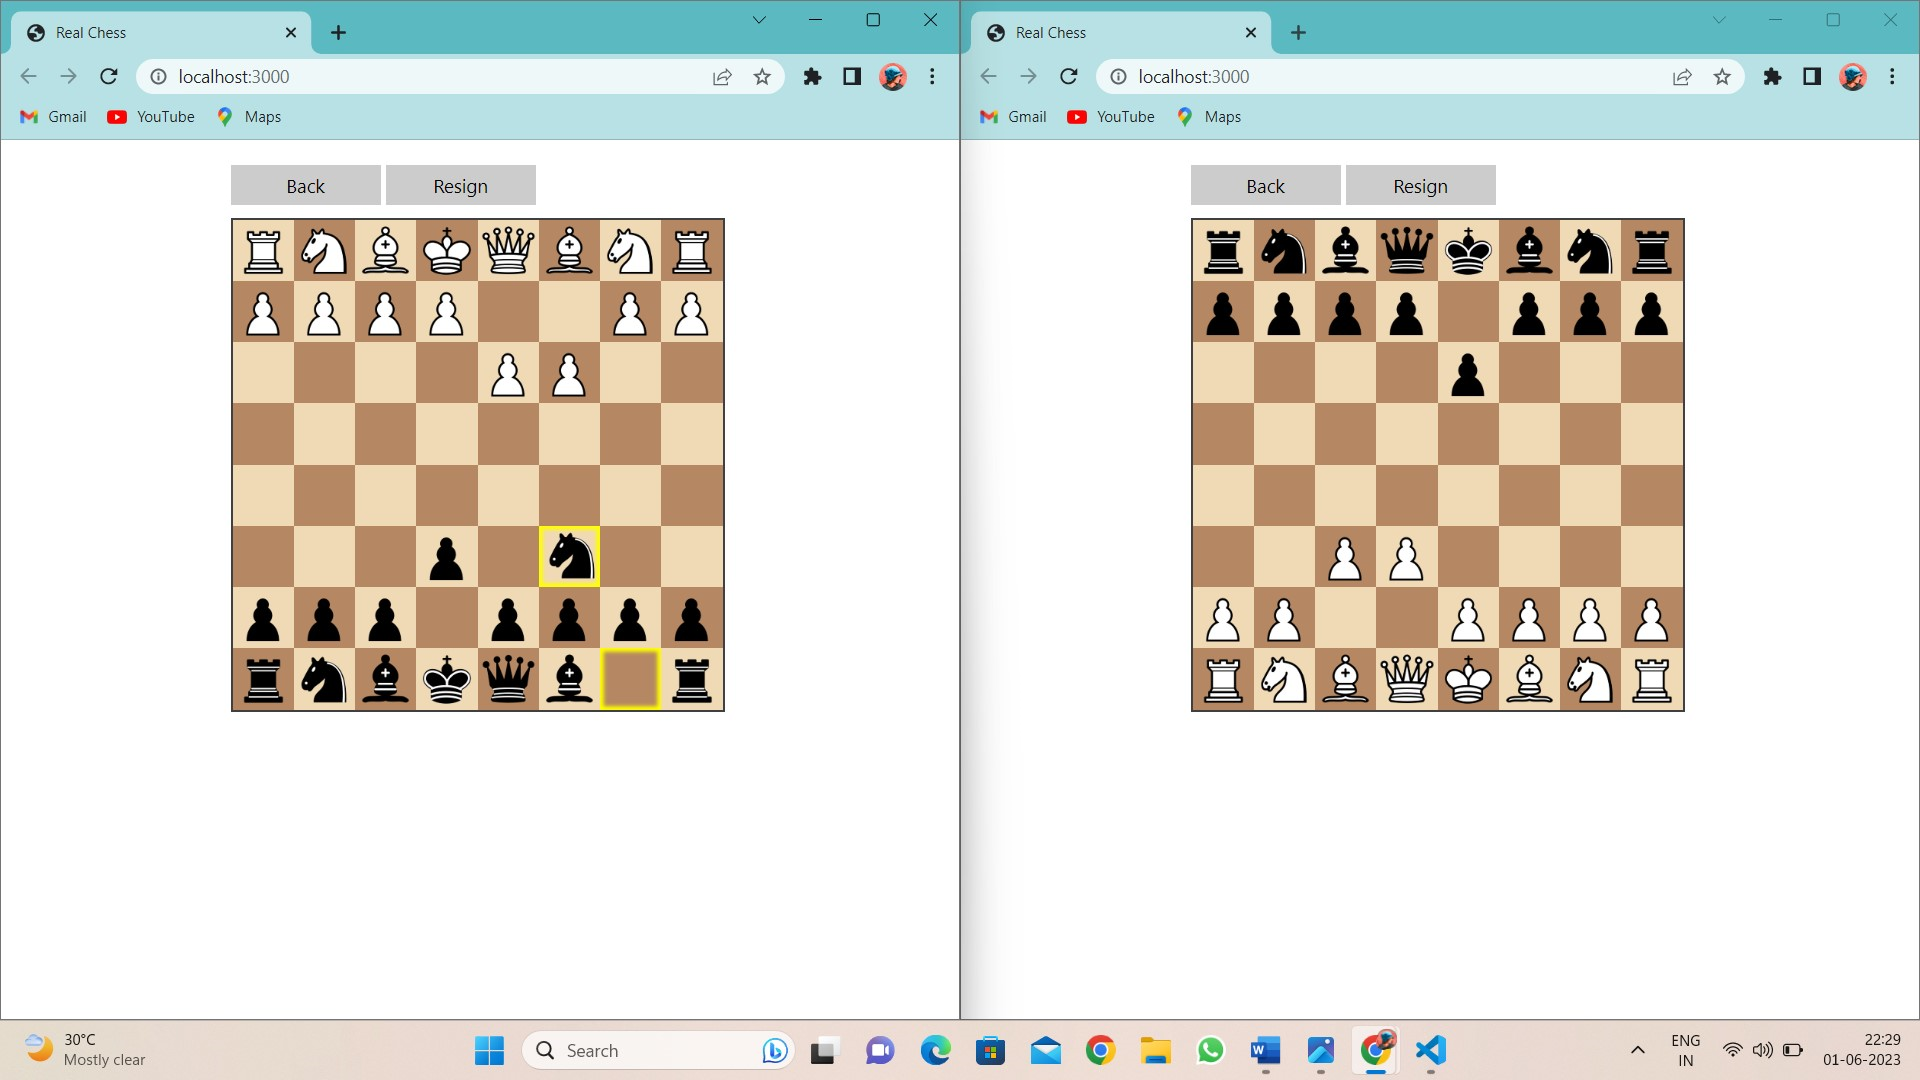 Real Chess
localhost:3000
Gmail YouTube Maps
Back Resign
Real Chess
localhost:3000
Gmail YouTube Maps
Back Resign
30°C
Mostly clear
Search
ENG
IN
22:29
01-06-2023